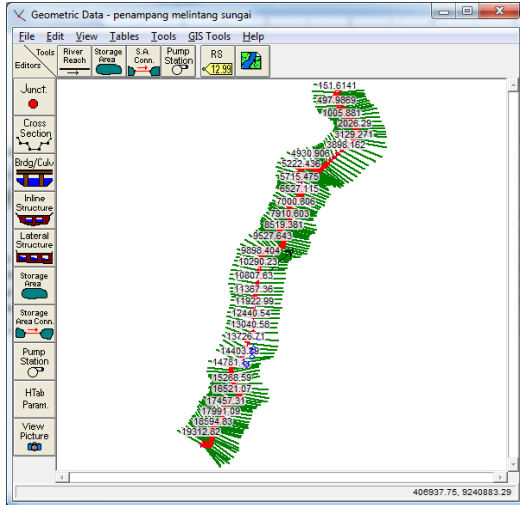 Geometric Data - penampang melintang sungai
File Edit View Tables Tools GIS Tools Help
Tools
Editors
River
Reach
Storage
Area
S.A.
Conn.
Pump
Station
RS
12.99
Junct.
Cross
Section
Brdg/Culv
Inline
Structure
Lateral
Structure
Storage
Area
Storage
Area Conn.
Pump
Station
HTab
Param.
View
Picture
151.6141
497.9869
1005.881
2026.29
3129.271
3898.162
4930.906
5222.436
5715.475
6527.115
7000.806
7910.603
8519.381
9527.643
9898.404
10290.23
10807.63
11367.36
11922.99
12440.54
13040.58
13726.71
15268.59
16521.07
17457.31
17991.09
18594.83
19312.82
406937.75, 9240883.29